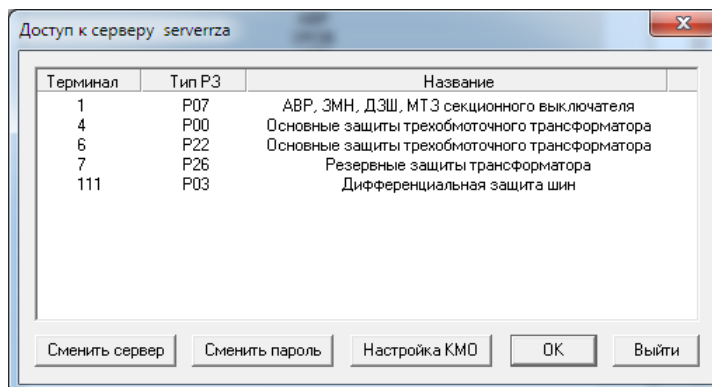 Доступ к серверу serverrza
Терминал Тип РЗ Название
1 P07 АВР, ЗМН, ДЗШ, МТЗ секционного выключателя
4 P00 Основные защиты трехобмоточного трансформатора
6 P22 Основные защиты трехобмоточного трансформатора
7 P26 Резервные защиты трансформатора
111 P03 Дифференциальная защита шин
Сменить сервер Сменить пароль Настройка КМО OK Выйти